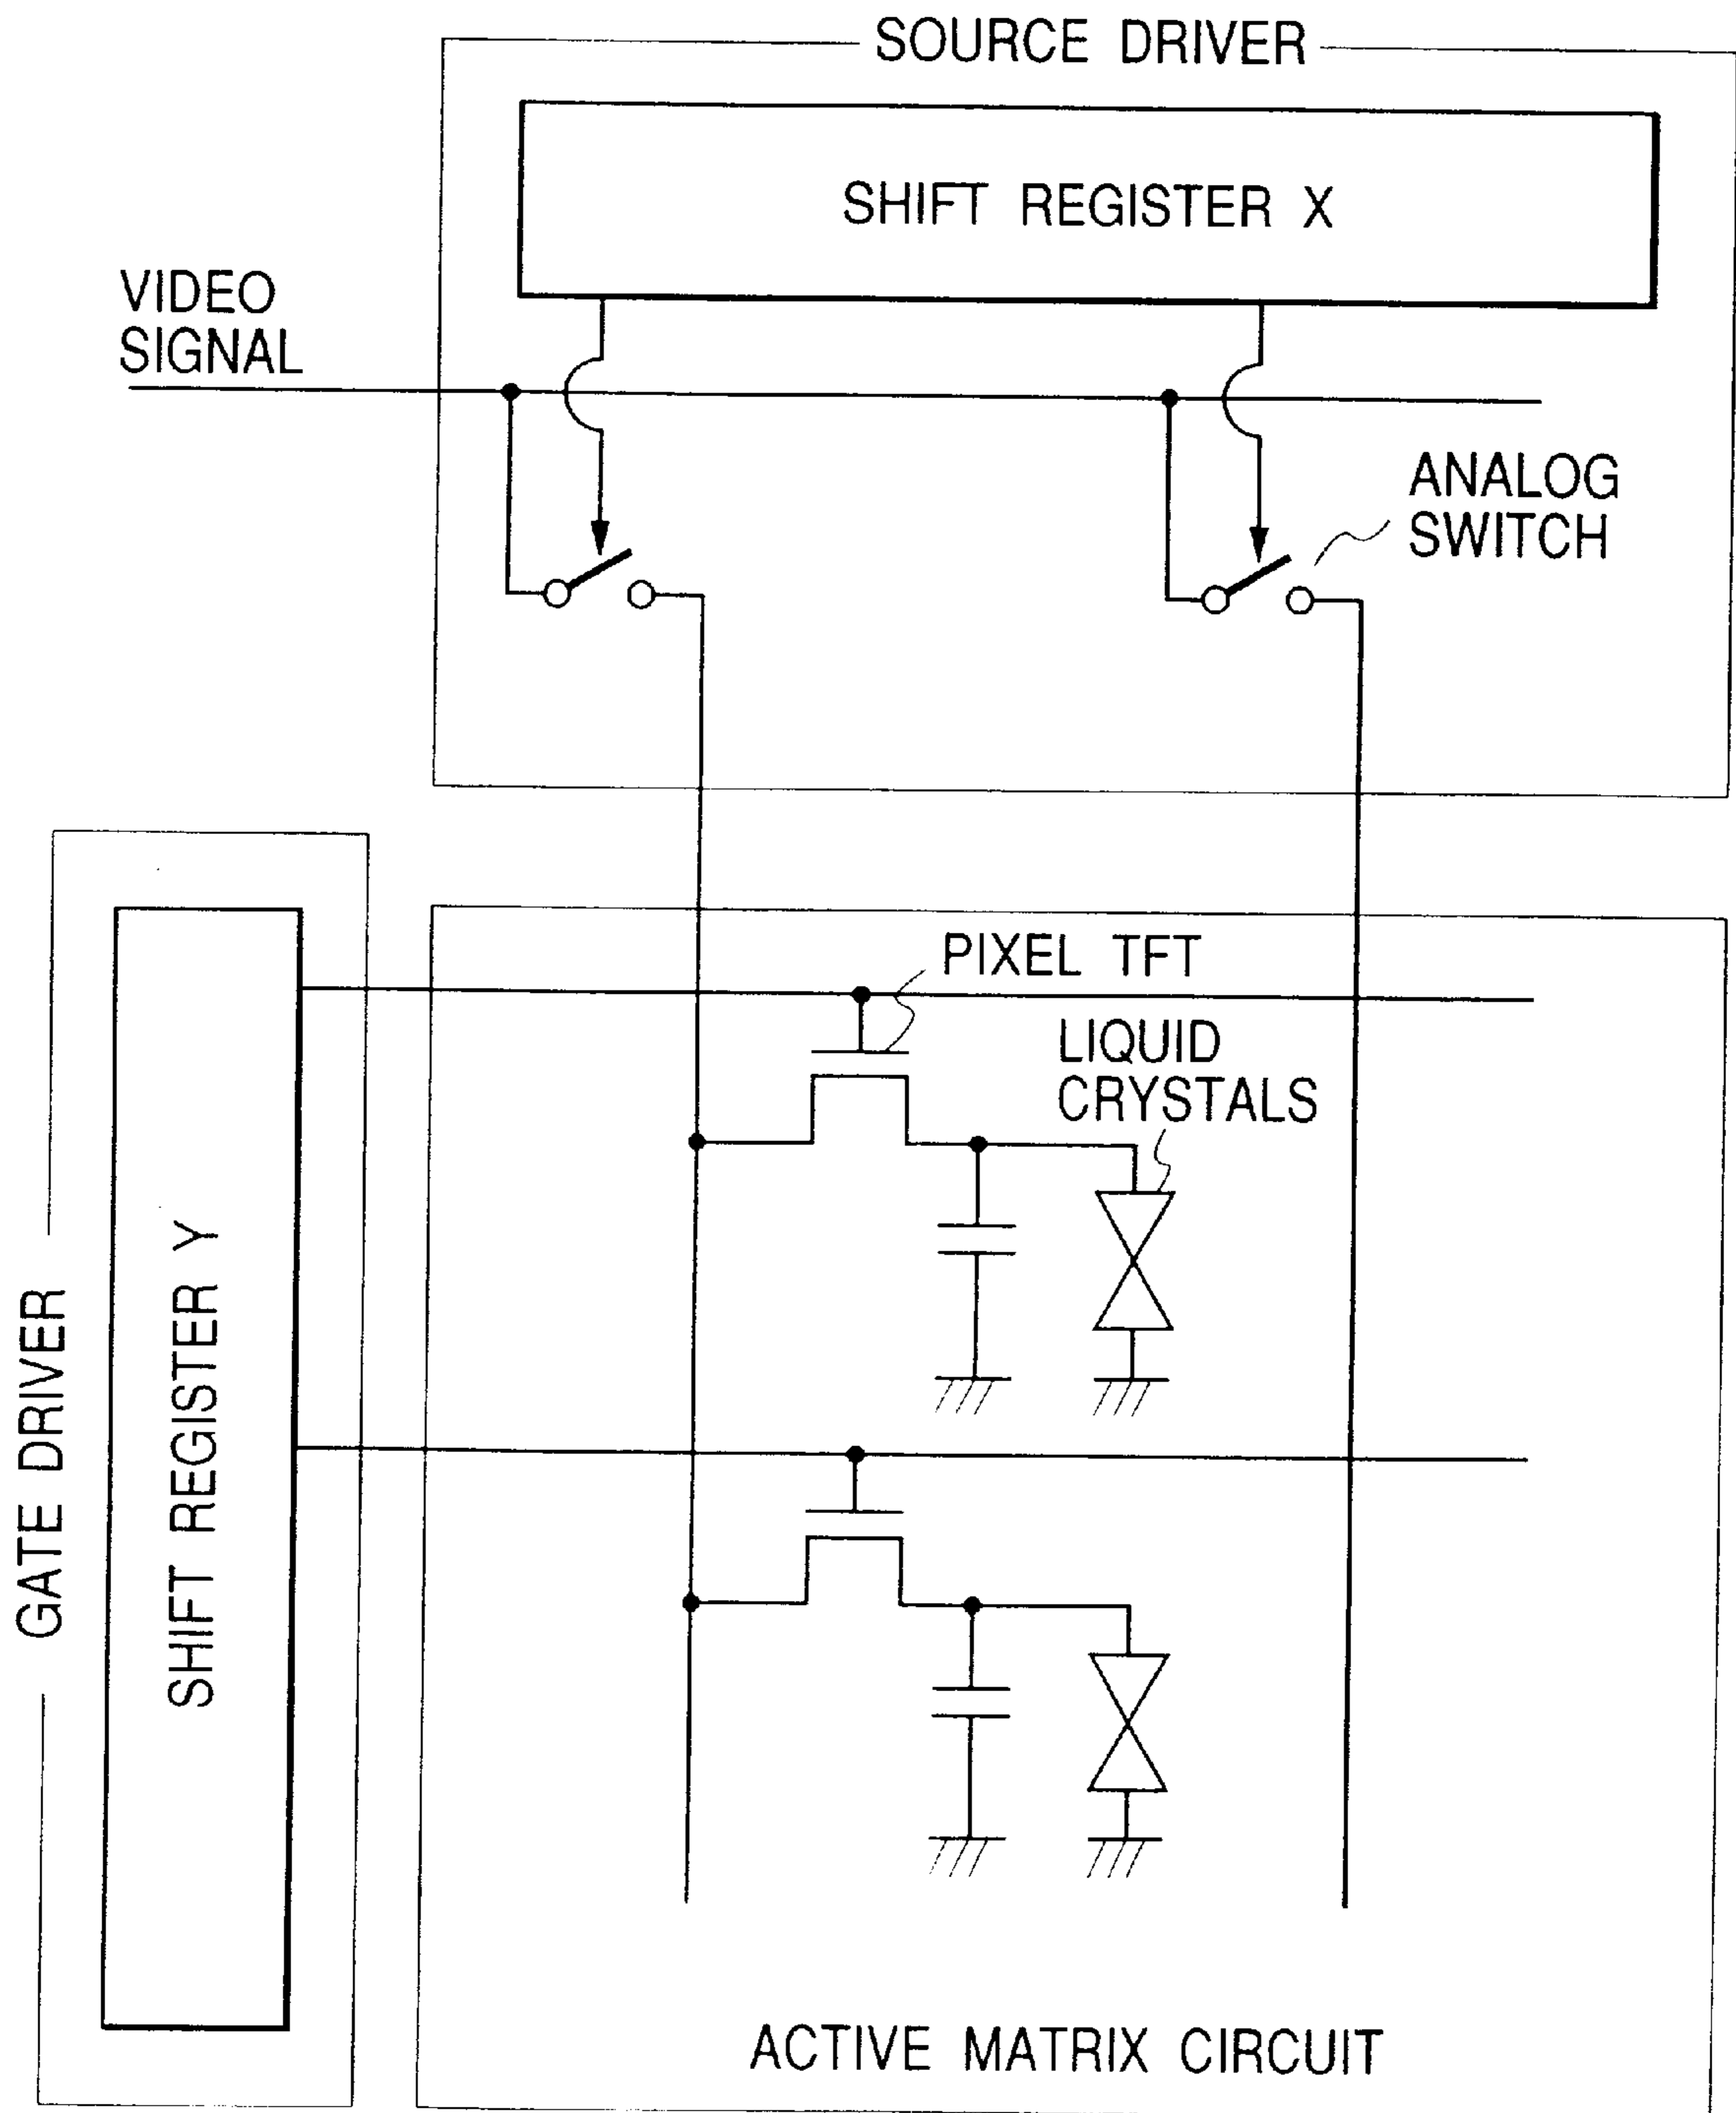 SOURCE DRIVER
SHIFT REGISTER X
VIDEO
SIGNAL
ANALOG
SWITCH
PIXEL TFT
LIQUID
CRYSTALS
GATE DRIVER
SHIFT REGISTER Y
ACTIVE MATRIX CIRCUIT